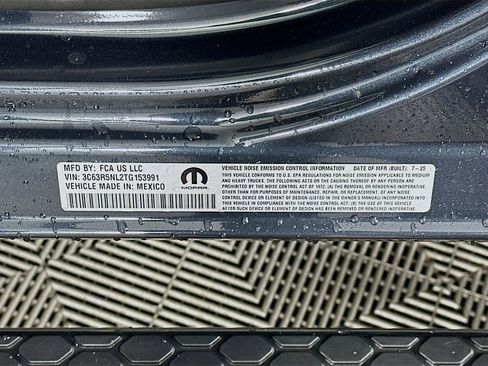 MFD BY: FCA US LLC
VIN: 3C63R5NL2TG153991
VEHICLE MADE IN: MEXICO
MOPAR
VEHICLE NOISE EMISSION CONTROL INFORMATION DATE OF MFR (BUILT): 7-25
THIS VEHICLE CONFORMS TO U.S. EPA REGULATIONS FOR NOISE EMISSION APPLICABLE TO MEDIUM
AND HEAVY TRUCKS. THE FOLLOWING ACTS OR THE CAUSING THEREOF BY ANY PERSON
ARE PROHIBITED BY THE NOISE CONTROL ACT OF 1972. (A) THE REMOVAL OR RENDERING INOPERATIVE,
OTHER THAN FOR PURPOSES OF MAINTENANCE, REPAIR, OR REPLACEMENT, OF ANY NOISE CONTROL
DEVICE OR ELEMENT OF DESIGN (LISTED IN THE OWNER'S MANUAL) INCORPORATED INTO
THIS VEHICLE IN COMPLIANCE WITH THE NOISE CONTROL ACT; (B) THE USE OF THIS VEHICLE AFTER
SUCH DEVICE OR ELEMENT OF DESIGN HAS BEEN REMOVED OR RENDERED INOPERATIVE.